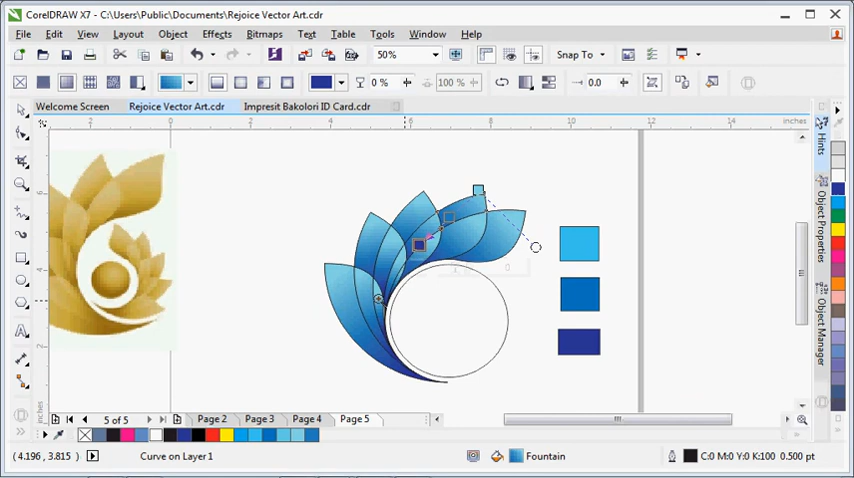 CorelDRAW X7 - C:\Users\Public\Documents\Rejoice Vector Art.cdr
File Edit View Layout Object Effects Bitmaps Text Table Tools Window Help
50% Snap To
0 % 100 % 0.0
Welcome Screen Rejoice Vector Art.cdr Impresit Bakolori ID Card.cdr
2 0 2 4 6 8 10 12 14 inches
Hints
Object Properties
Object Manager
6
4
2
inches
5 of 5 Page 2 Page 3 Page 4 Page 5
(4.196, 3.815) Curve on Layer 1 Fountain C:0 M:0 Y:0 K:100 0.500 pt